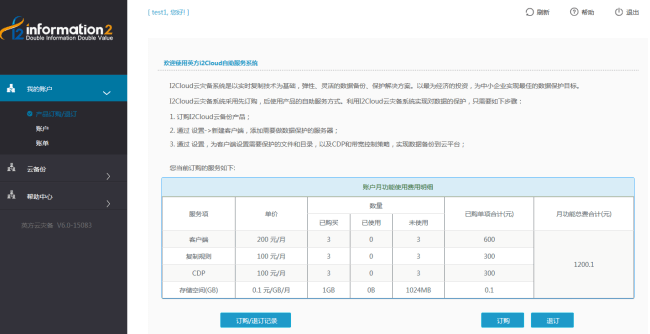 [ test1, 您好! ]
刷新
帮助
退出
i2
information2
Double Information Double Value
我的账户
产品订购/退订
账户
账单
云备份
帮助中心
英方云灾备 V6.0-15083
欢迎使用英方i2Cloud自助服务系统
I2Cloud云灾备系统是以实时复制技术为基础，弹性、灵活的数据备份、保护解决方案。以最为经济的投资，为中小企业实现最佳的数据保护目标。
I2Cloud云灾备系统采用先订购，后使用产品的自助服务方式。利用I2Cloud云灾备系统实现对数据的保护，只需要如下步骤：
1. 订购I2Cloud云备份产品；
2. 通过 设置->新建客户端，添加需要做数据保护的服务器；
3. 通过 设置，为客户端设置需要保护的文件和目录，以及CDP和带宽控制策略，实现数据备份到云平台；
您当前订购的服务如下:
账户月功能使用费用明细
服务项 单价 数量 已购单项合计(元) 月功能总费合计(元)
已购买 已使用 未使用
客户端 200 元/月 3 0 3 600
复制规则 100 元/月 3 0 3 300
CDP 100 元/月 3 0 3 300
存储空间(GB) 0.1 元/GB/月 1GB 0B 1024MB 0.1
1200.1
订购/退订记录
订购
退订